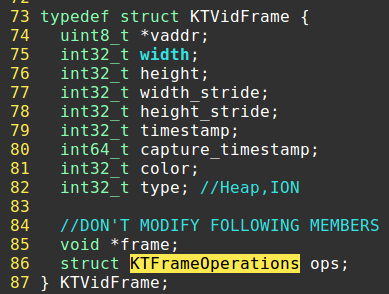 73 typedef struct KTVidFrame {
74   uint8_t *vaddr;
75   int32_t width;
76   int32_t height;
77   int32_t width_stride;
78   int32_t height_stride;
79   int32_t timestamp;
80   int64_t capture_timestamp;
81   int32_t color;
82   int32_t type; //Heap,ION
83
84   //DON'T MODIFY FOLLOWING MEMBERS
85   void *frame;
86   struct KTFrameOperations ops;
87 } KTVidFrame;